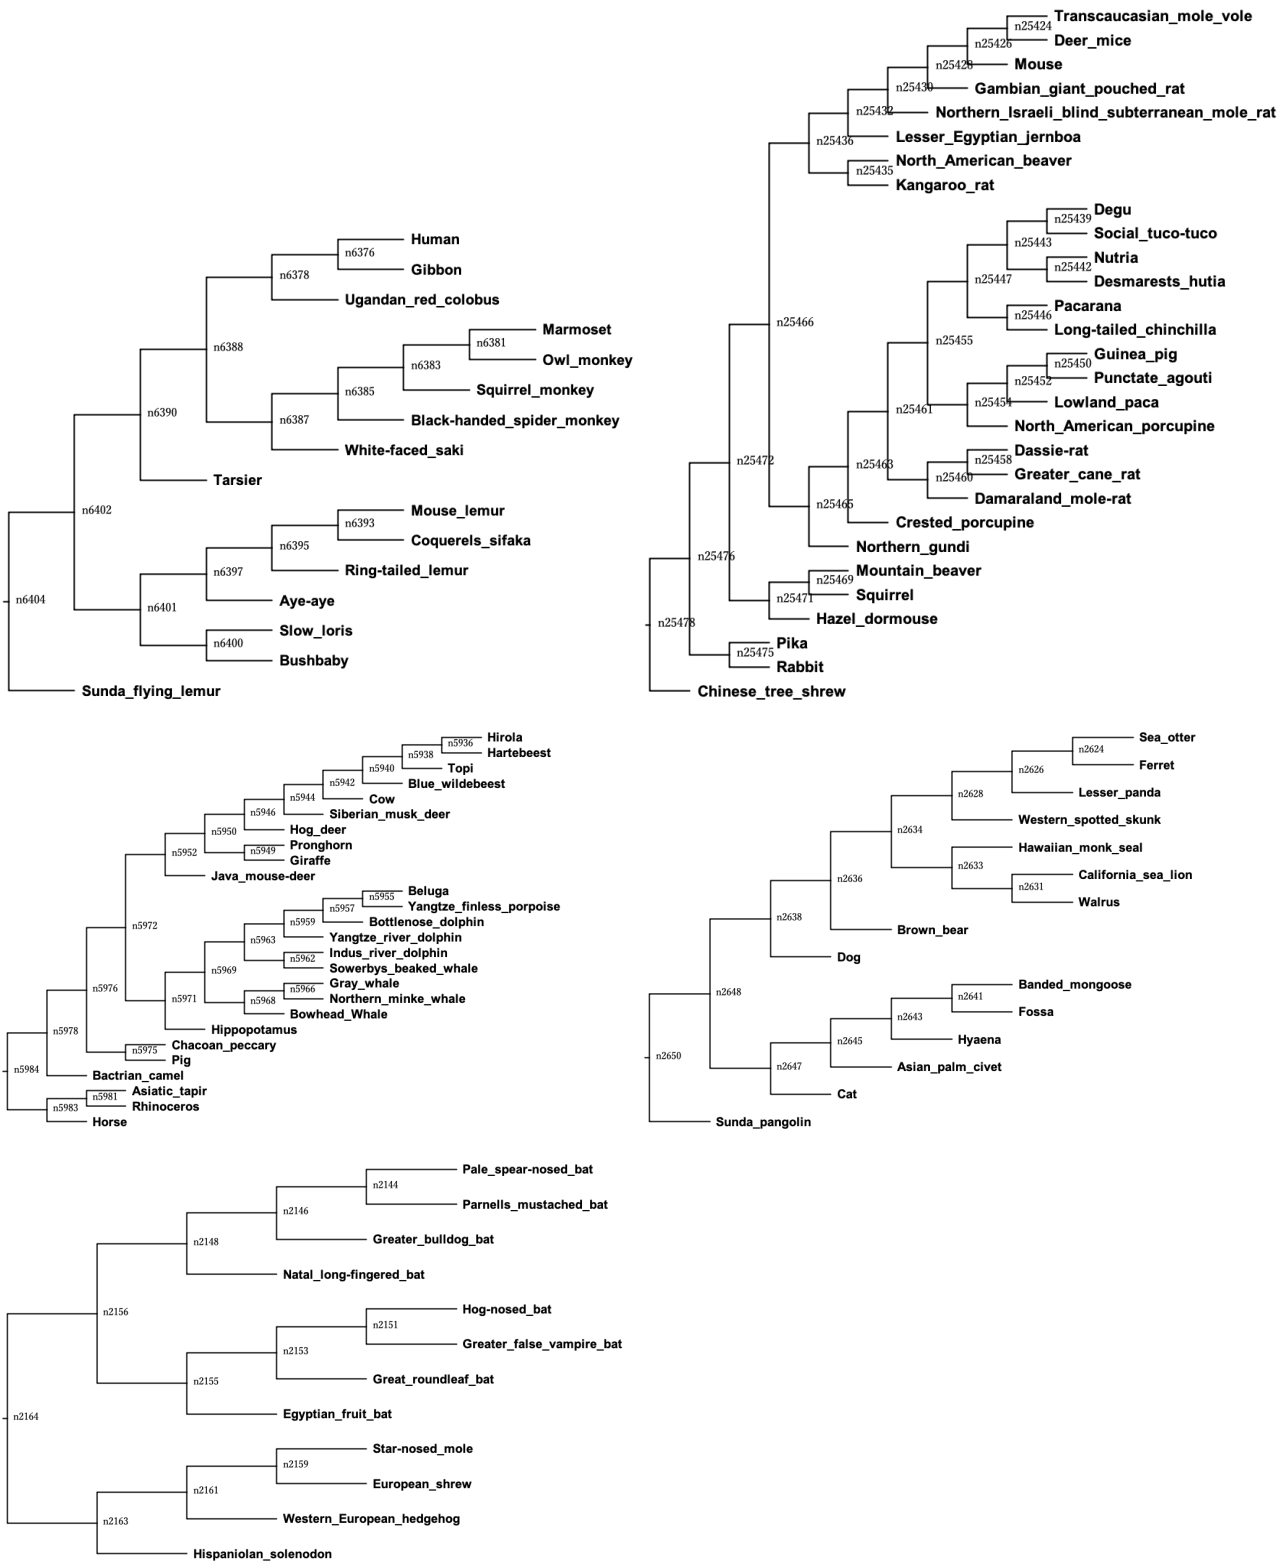 Human
n6376
Gibbon
n6378
Ugandan_red_colobus
n6388
Marmoset
n6381
Owl_monkey
n6383
Squirrel_monkey
n6385
Black-handed_spider_monkey
n6387
White-faced_saki
n6390
Tarsier
n6402
Mouse_lemur
n6393
Coquerels_sifaka
n6395
Ring-tailed_lemur
n6397
Aye-aye
n6401
Slow_loris
n6400
Bushbaby
n6404
Sunda_flying_lemur
Transcaucasian_mole_vole
n25424
Deer_mice
n25426
Mouse
n25428
Gambian_giant_pouched_rat
n25430
Northern_Israeli_blind_subterranean_mole_rat
n25432
Lesser_Egyptian_jernboa
n25436
North_American_beaver
n25435
Kangaroo_rat
n25466
Degu
n25439
Social_tuco-tuco
n25443
Nutria
n25442
Desmarests_hutia
n25447
Pacarana
n25446
Long-tailed_chinchilla
n25455
Guinea_pig
n25450
Punctate_agouti
n25452
Lowland_paca
n25454
North_American_porcupine
n25461
Dassie-rat
n25458
Greater_cane_rat
n25460
Damaraland_mole-rat
n25463
Crested_porcupine
n25465
Northern_gundi
n25472
Mountain_beaver
n25469
Squirrel
n25471
Hazel_dormouse
n25476
Pika
n25475
Rabbit
n25478
Chinese_tree_shrew
Hirola
n5936
Hartebeest
n5938
Topi
n5940
Blue_wildebeest
n5942
Cow
n5944
Siberian_musk_deer
n5946
Hog_deer
n5950
Pronghorn
n5949
Giraffe
n5952
Java_mouse-deer
n5972
Beluga
n5955
Yangtze_finless_porpoise
n5957
Bottlenose_dolphin
n5959
Yangtze_river_dolphin
n5963
Indus_river_dolphin
n5962
Sowerbys_beaked_whale
n5969
Gray_whale
n5966
Northern_minke_whale
n5968
Bowhead_Whale
n5971
Hippopotamus
n5976
Chacoan_peccary
n5975
Pig
n5978
Bactrian_camel
n5984
Asiatic_tapir
n5981
Rhinoceros
n5983
Horse
Sea_otter
n2624
Ferret
n2626
Lesser_panda
n2628
Western_spotted_skunk
n2634
Hawaiian_monk_seal
n2633
California_sea_lion
n2631
Walrus
n2636
Brown_bear
n2638
Dog
n2648
Banded_mongoose
n2641
Fossa
n2643
Hyaena
n2645
Asian_palm_civet
n2647
Cat
n2650
Sunda_pangolin
Pale_spear-nosed_bat
n2144
Parnells_mustached_bat
n2146
Greater_bulldog_bat
n2148
Natal_long-fingered_bat
n2156
Hog-nosed_bat
n2151
Greater_false_vampire_bat
n2153
Great_roundleaf_bat
n2155
Egyptian_fruit_bat
n2164
Star-nosed_mole
n2159
European_shrew
n2161
Western_European_hedgehog
n2163
Hispaniolan_solenodon